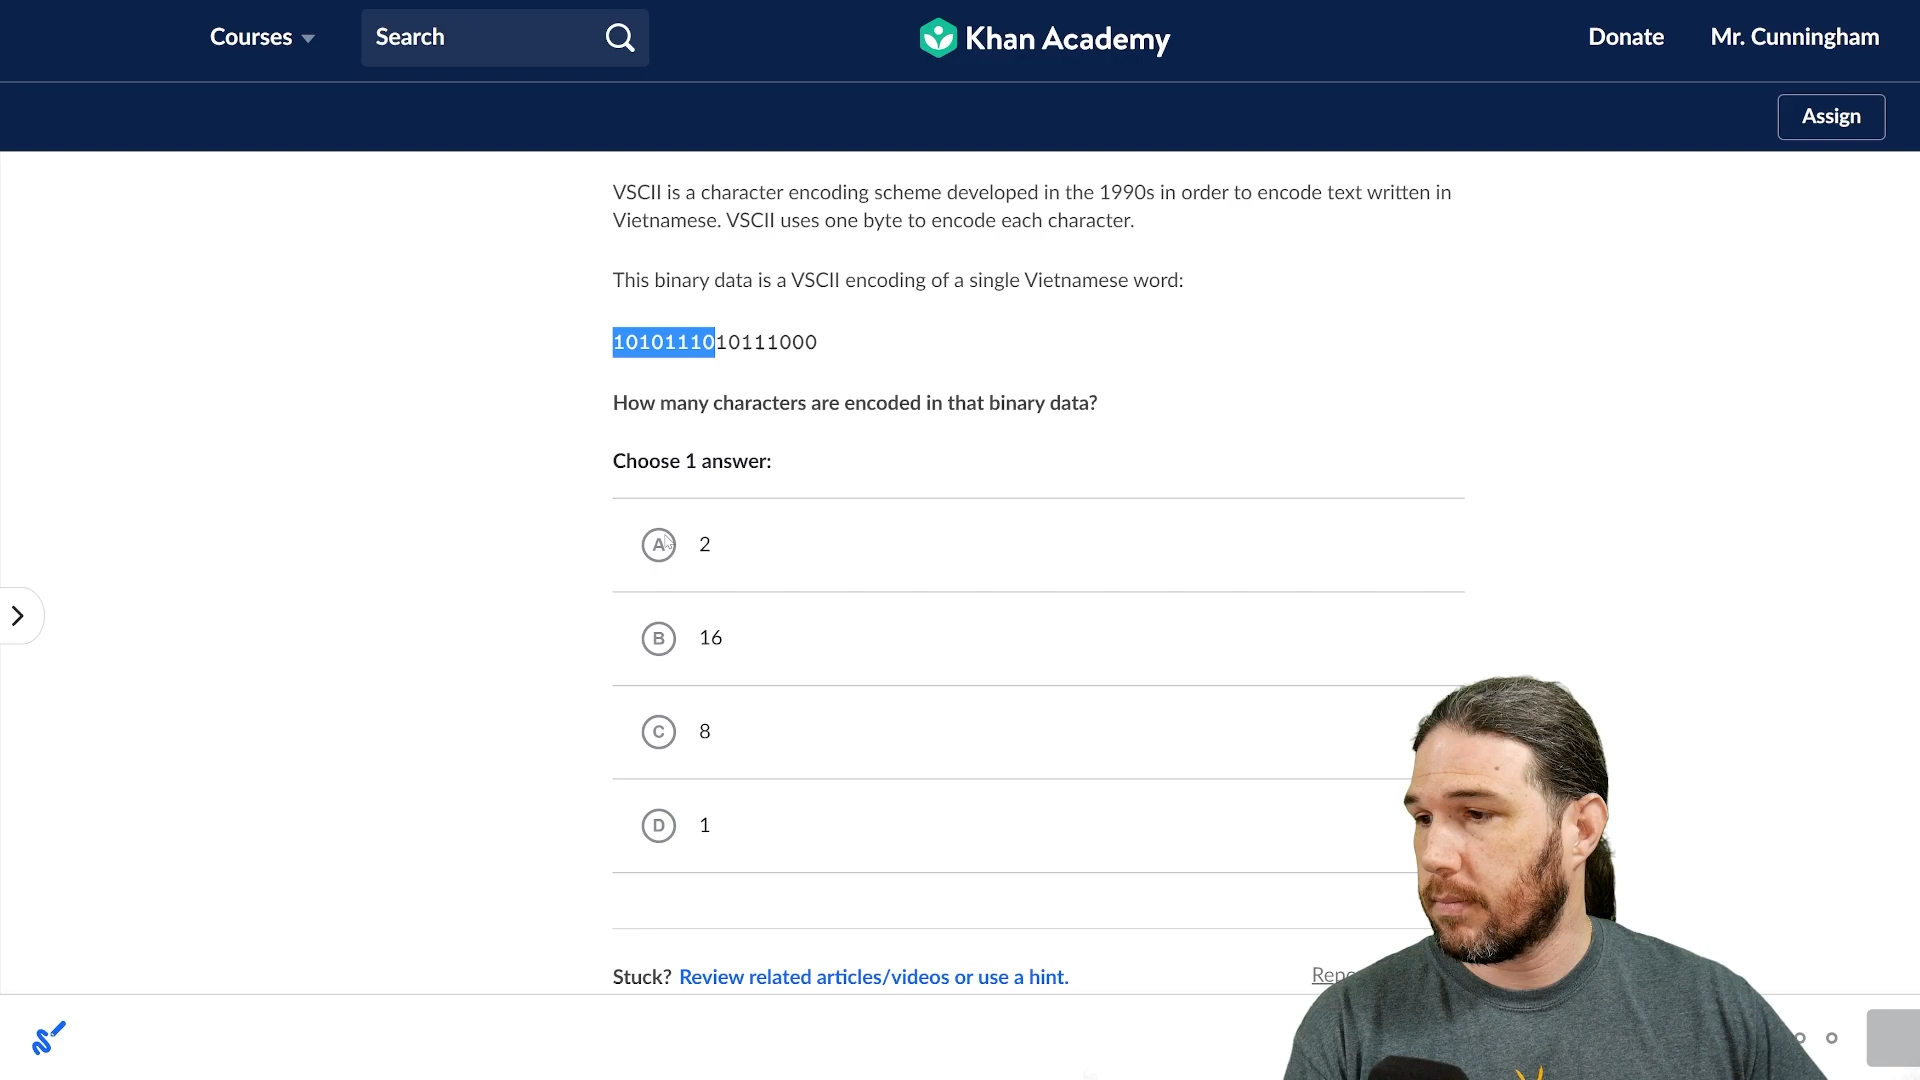 Courses
Search
Khan Academy
Donate
Mr. Cunningham
Assign
VSCII is a character encoding scheme developed in the 1990s in order to encode text written in
Vietnamese. VSCII uses one byte to encode each character.
This binary data is a VSCII encoding of a single Vietnamese word:
1010111010111000
How many characters are encoded in that binary data?
Choose 1 answer:
A 2
B 16
C 8
D 1
Stuck? Review related articles/videos or use a hint.